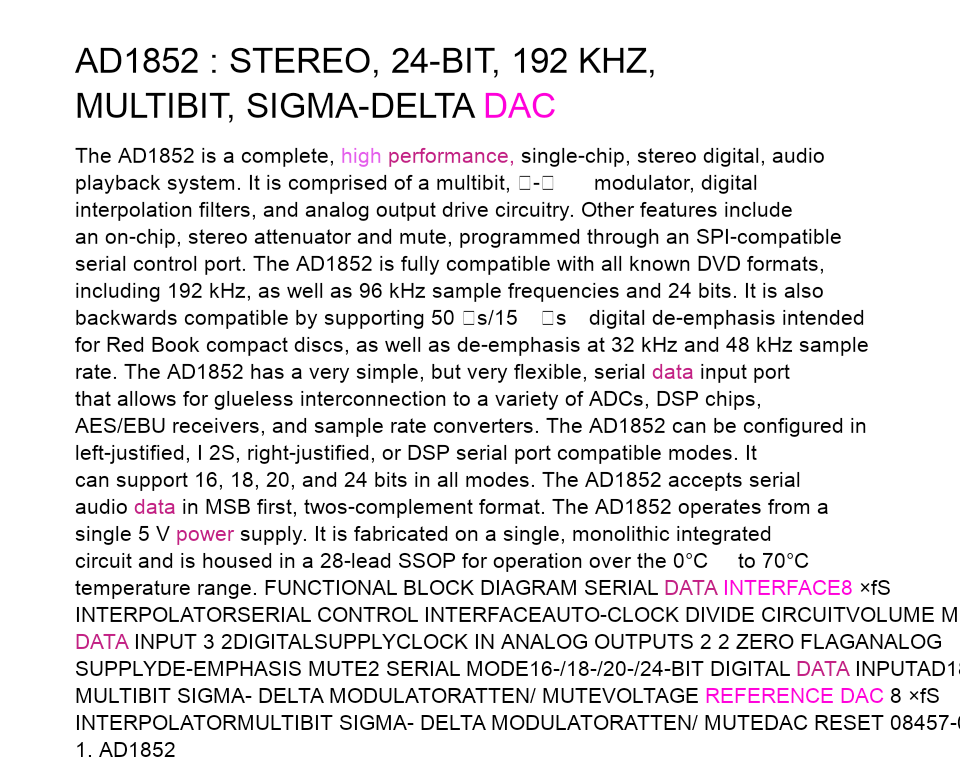 AD1852 : STEREO, 24-BIT, 192 KHZ,
MULTIBIT, SIGMA-DELTA DAC
The AD1852 is a complete, high performance, single-chip, stereo digital, audio
playback system. It is comprised of a multibit, □-□ modulator, digital
interpolation filters, and analog output drive circuitry. Other features include
an on-chip, stereo attenuator and mute, programmed through an SPI-compatible
serial control port. The AD1852 is fully compatible with all known DVD formats,
including 192 kHz, as well as 96 kHz sample frequencies and 24 bits. It is also
backwards compatible by supporting 50 □s/15 □s digital de-emphasis intended
for Red Book compact discs, as well as de-emphasis at 32 kHz and 48 kHz sample
rate. The AD1852 has a very simple, but very flexible, serial data input port
that allows for glueless interconnection to a variety of ADCs, DSP chips,
AES/EBU receivers, and sample rate converters. The AD1852 can be configured in
left-justified, I 2S, right-justified, or DSP serial port compatible modes. It
can support 16, 18, 20, and 24 bits in all modes. The AD1852 accepts serial
audio data in MSB first, twos-complement format. The AD1852 operates from a
single 5 V power supply. It is fabricated on a single, monolithic integrated
circuit and is housed in a 28-lead SSOP for operation over the 0°C to 70°C
temperature range. FUNCTIONAL BLOCK DIAGRAM SERIAL DATA INTERFACE8 ×fS
INTERPOLATORSERIAL CONTROL INTERFACEAUTO-CLOCK DIVIDE CIRCUITVOLUME M
DATA INPUT 3 2DIGITALSUPPLYCLOCK IN ANALOG OUTPUTS 2 2 ZERO FLAGANALOG
SUPPLYDE-EMPHASIS MUTE2 SERIAL MODE16-/18-/20-/24-BIT DIGITAL DATA INPUTAD18
MULTIBIT SIGMA- DELTA MODULATORATTEN/ MUTEVOLTAGE REFERENCE DAC 8 ×fS
INTERPOLATORMULTIBIT SIGMA- DELTA MODULATORATTEN/ MUTEDAC RESET 08457-0
1. AD1852